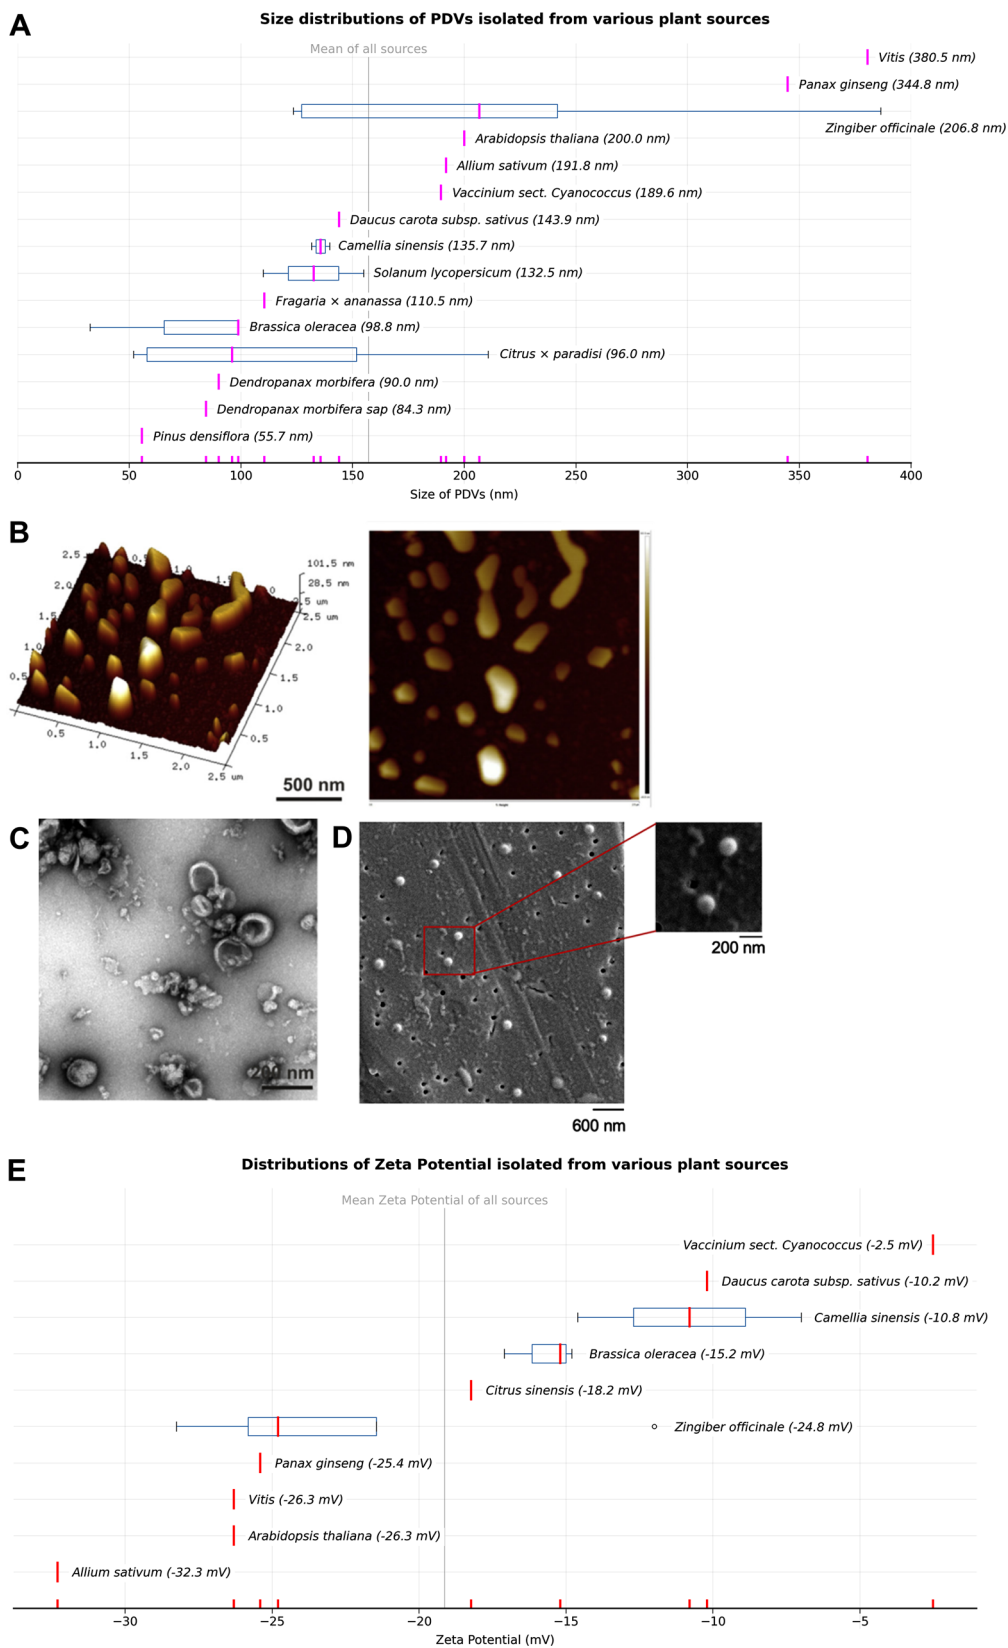 A
Size distributions of PDVs isolated from various plant sources
Mean of all sources
Vitis (380.5 nm)
Panax ginseng (344.8 nm)
Zingiber officinale (206.8 nm)
Arabidopsis thaliana (200.0 nm)
Allium sativum (191.8 nm)
Vaccinium sect. Cyanococcus (189.6 nm)
Daucus carota subsp. sativus (143.9 nm)
Camellia sinensis (135.7 nm)
Solanum lycopersicum (132.5 nm)
Fragaria × ananassa (110.5 nm)
Brassica oleracea (98.8 nm)
Citrus × paradisi (96.0 nm)
Dendropanax morbifera (90.0 nm)
Dendropanax morbifera sap (84.3 nm)
Pinus densiflora (55.7 nm)
0 50 100 150 200 250 300 350 400
Size of PDVs (nm)
B
2.5
2.0
1.5
1.0
0.5
101.5 nm
28.5 nm
2.5 um
2.0
1.5
1.0
0.5
0.5 1.0 1.5 2.0 2.5 um
500 nm
C
200 nm
D
200 nm
600 nm
E
Distributions of Zeta Potential isolated from various plant sources
Mean Zeta Potential of all sources
Vaccinium sect. Cyanococcus (-2.5 mV)
Daucus carota subsp. sativus (-10.2 mV)
Camellia sinensis (-10.8 mV)
Brassica oleracea (-15.2 mV)
Citrus sinensis (-18.2 mV)
Zingiber officinale (-24.8 mV)
Panax ginseng (-25.4 mV)
Vitis (-26.3 mV)
Arabidopsis thaliana (-26.3 mV)
Allium sativum (-32.3 mV)
−30 −25 −20 −15 −10 −5
Zeta Potential (mV)